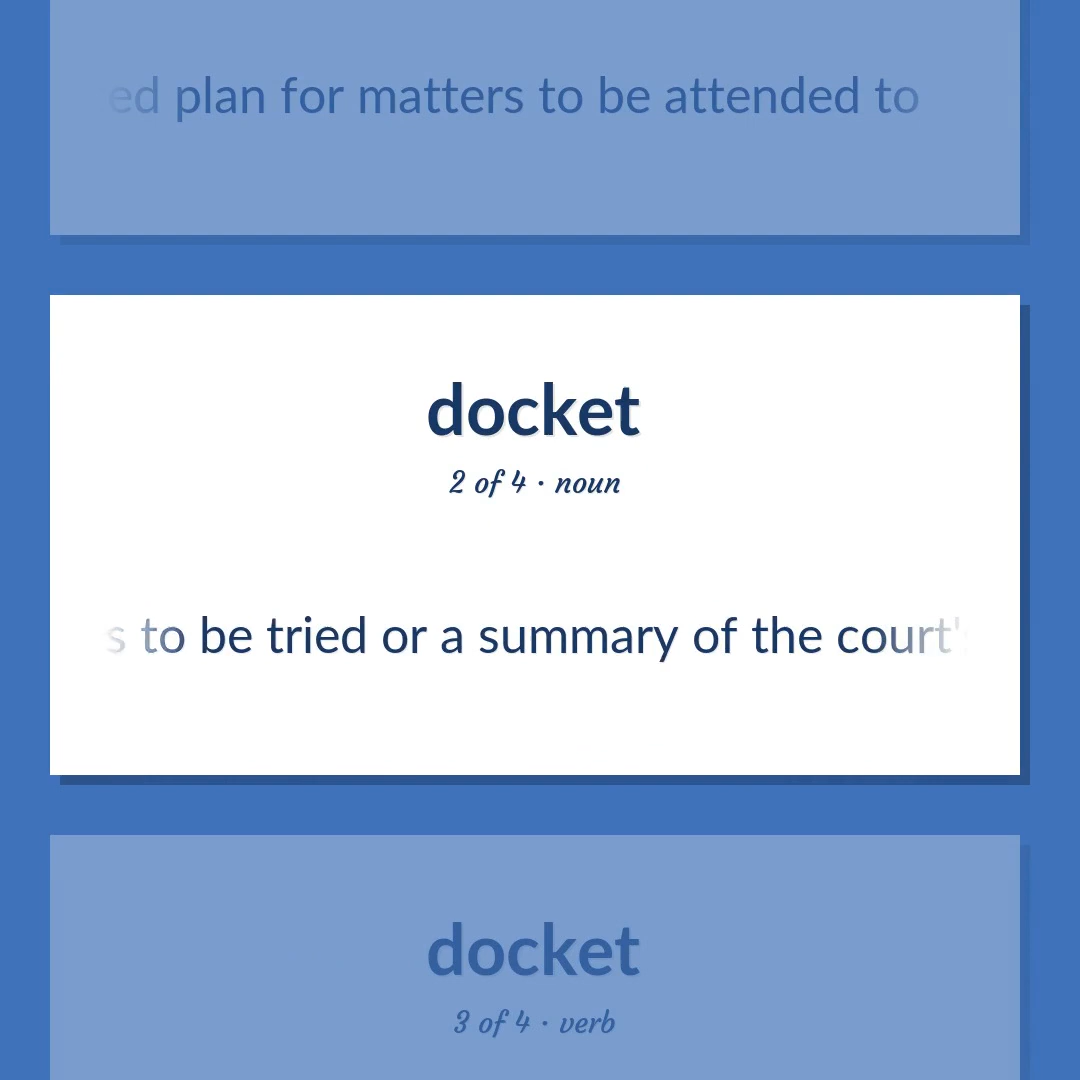 ed plan for matters to be attended to
docket
2 of 4 · noun
s to be tried or a summary of the court'
docket
3 of 4 · verb